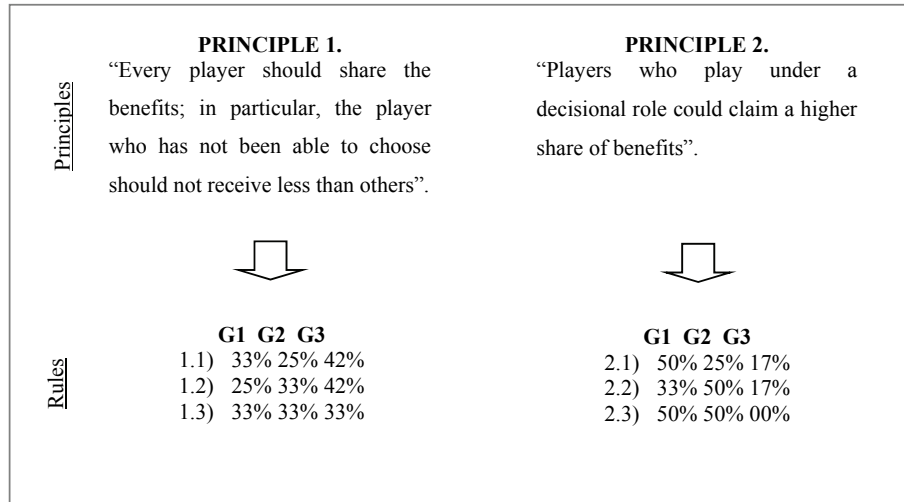 PRINCIPLE 1.
“Every player should share the
benefits; in particular, the player
who has not been able to choose
should not receive less than others”.
PRINCIPLE 2.
“Players who play under a
decisional role could claim a higher
share of benefits”.
Principles
G1 G2 G3
1.1) 33% 25% 42%
1.2) 25% 33% 42%
1.3) 33% 33% 33%
G1 G2 G3
2.1) 50% 25% 17%
2.2) 33% 50% 17%
2.3) 50% 50% 00%
Rules